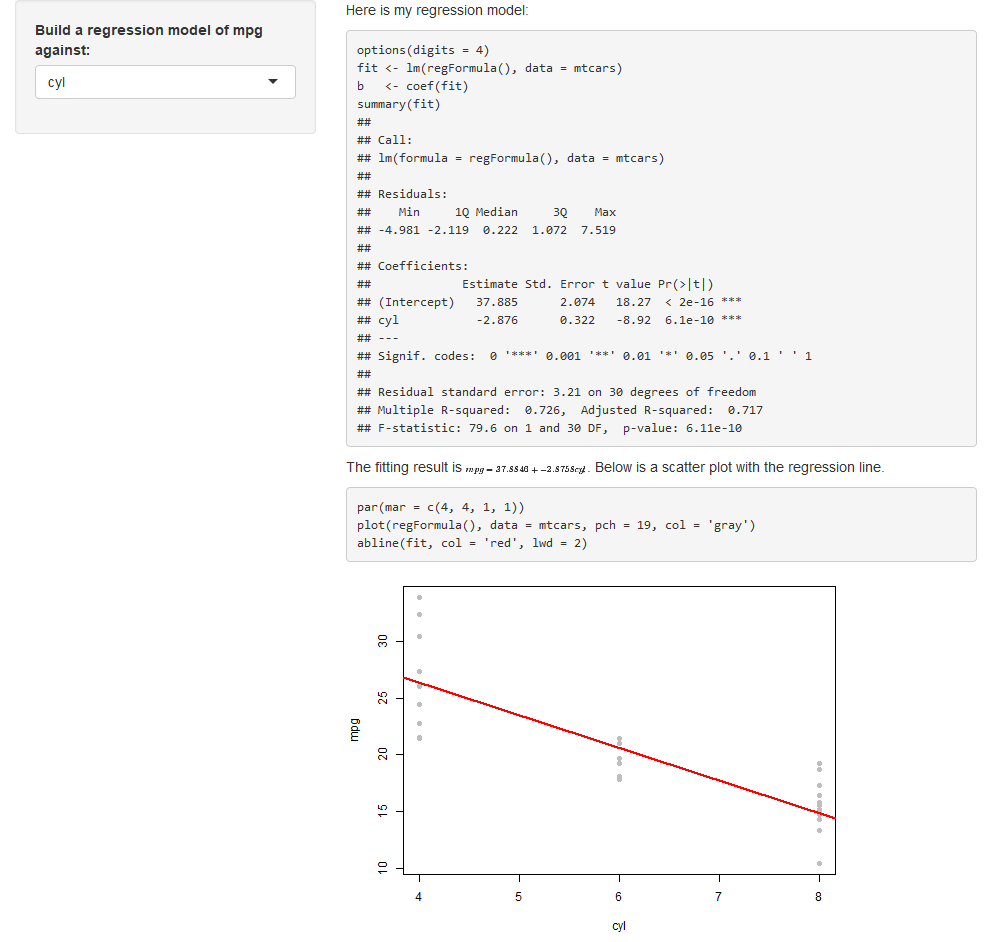 Build a regression model of mpg
against:
cyl
Here is my regression model:
options(digits = 4)
fit <- lm(regFormula(), data = mtcars)
b   <- coef(fit)
summary(fit)
##
## Call:
## lm(formula = regFormula(), data = mtcars)
##
## Residuals:
##    Min     1Q Median     3Q    Max
## -4.981 -2.119  0.222  1.072  7.519
##
## Coefficients:
##             Estimate Std. Error t value Pr(>|t|)
## (Intercept)   37.885      2.074   18.27  < 2e-16 ***
## cyl           -2.876      0.322   -8.92  6.1e-10 ***
## ---
## Signif. codes:  0 '***' 0.001 '**' 0.01 '*' 0.05 '.' 0.1 ' ' 1
##
## Residual standard error: 3.21 on 30 degrees of freedom
## Multiple R-squared:  0.726,	Adjusted R-squared:  0.717
## F-statistic: 79.6 on 1 and 30 DF,  p-value: 6.11e-10
The fitting result is mpg = 37.8846 + −2.8758cyl . Below is a scatter plot with the regression line.
par(mar = c(4, 4, 1, 1))
plot(regFormula(), data = mtcars, pch = 19, col = 'gray')
abline(fit, col = 'red', lwd = 2)
30
25
20
15
10
mpg
4 5 6 7 8
cyl